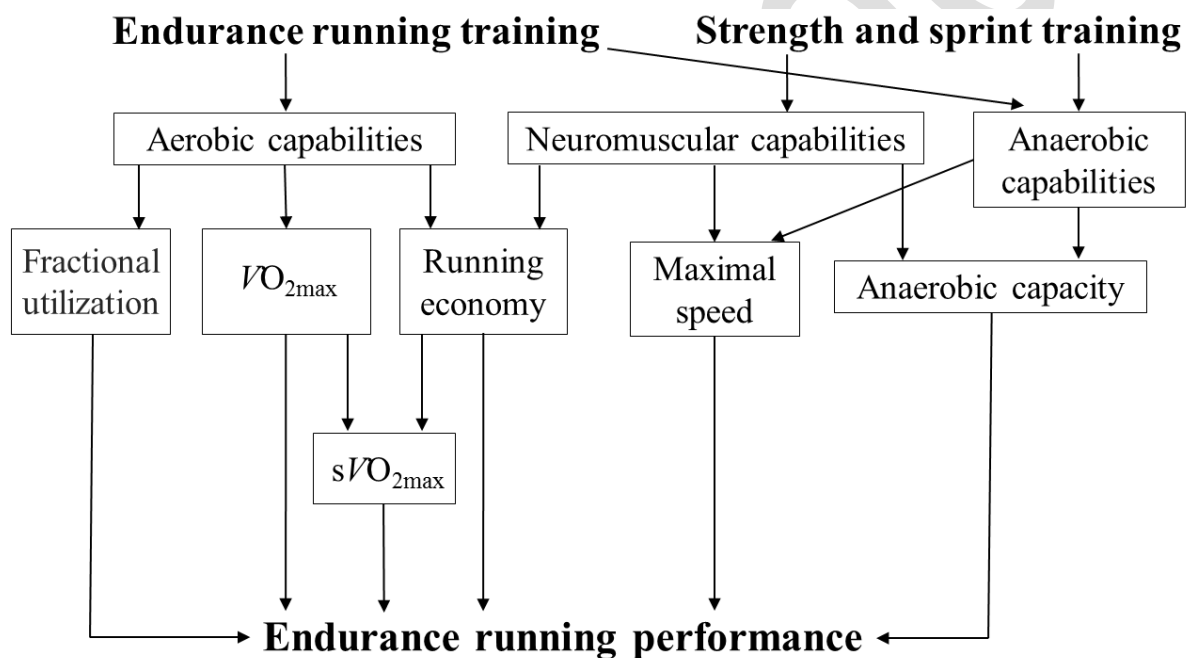 Endurance running training
Strength and sprint training
Aerobic capabilities
Neuromuscular capabilities
Anaerobic
capabilities
Fractional
utilization
VO2max
Running
economy
Maximal
speed
Anaerobic capacity
sVO2max
Endurance running performance